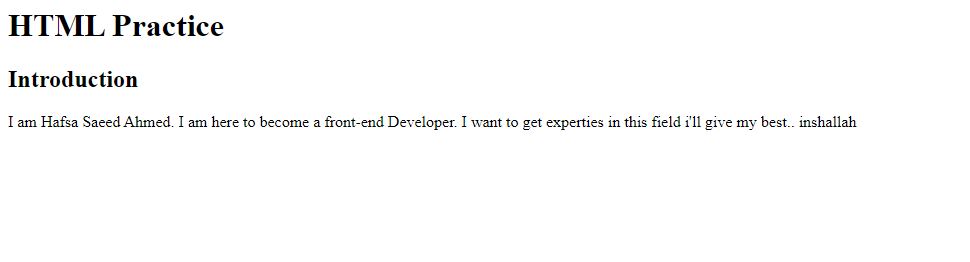 HTML Practice
Introduction
I am Hafsa Saeed Ahmed. I am here to become a front-end Developer. I want to get experties in this field i'll give my best.. inshallah